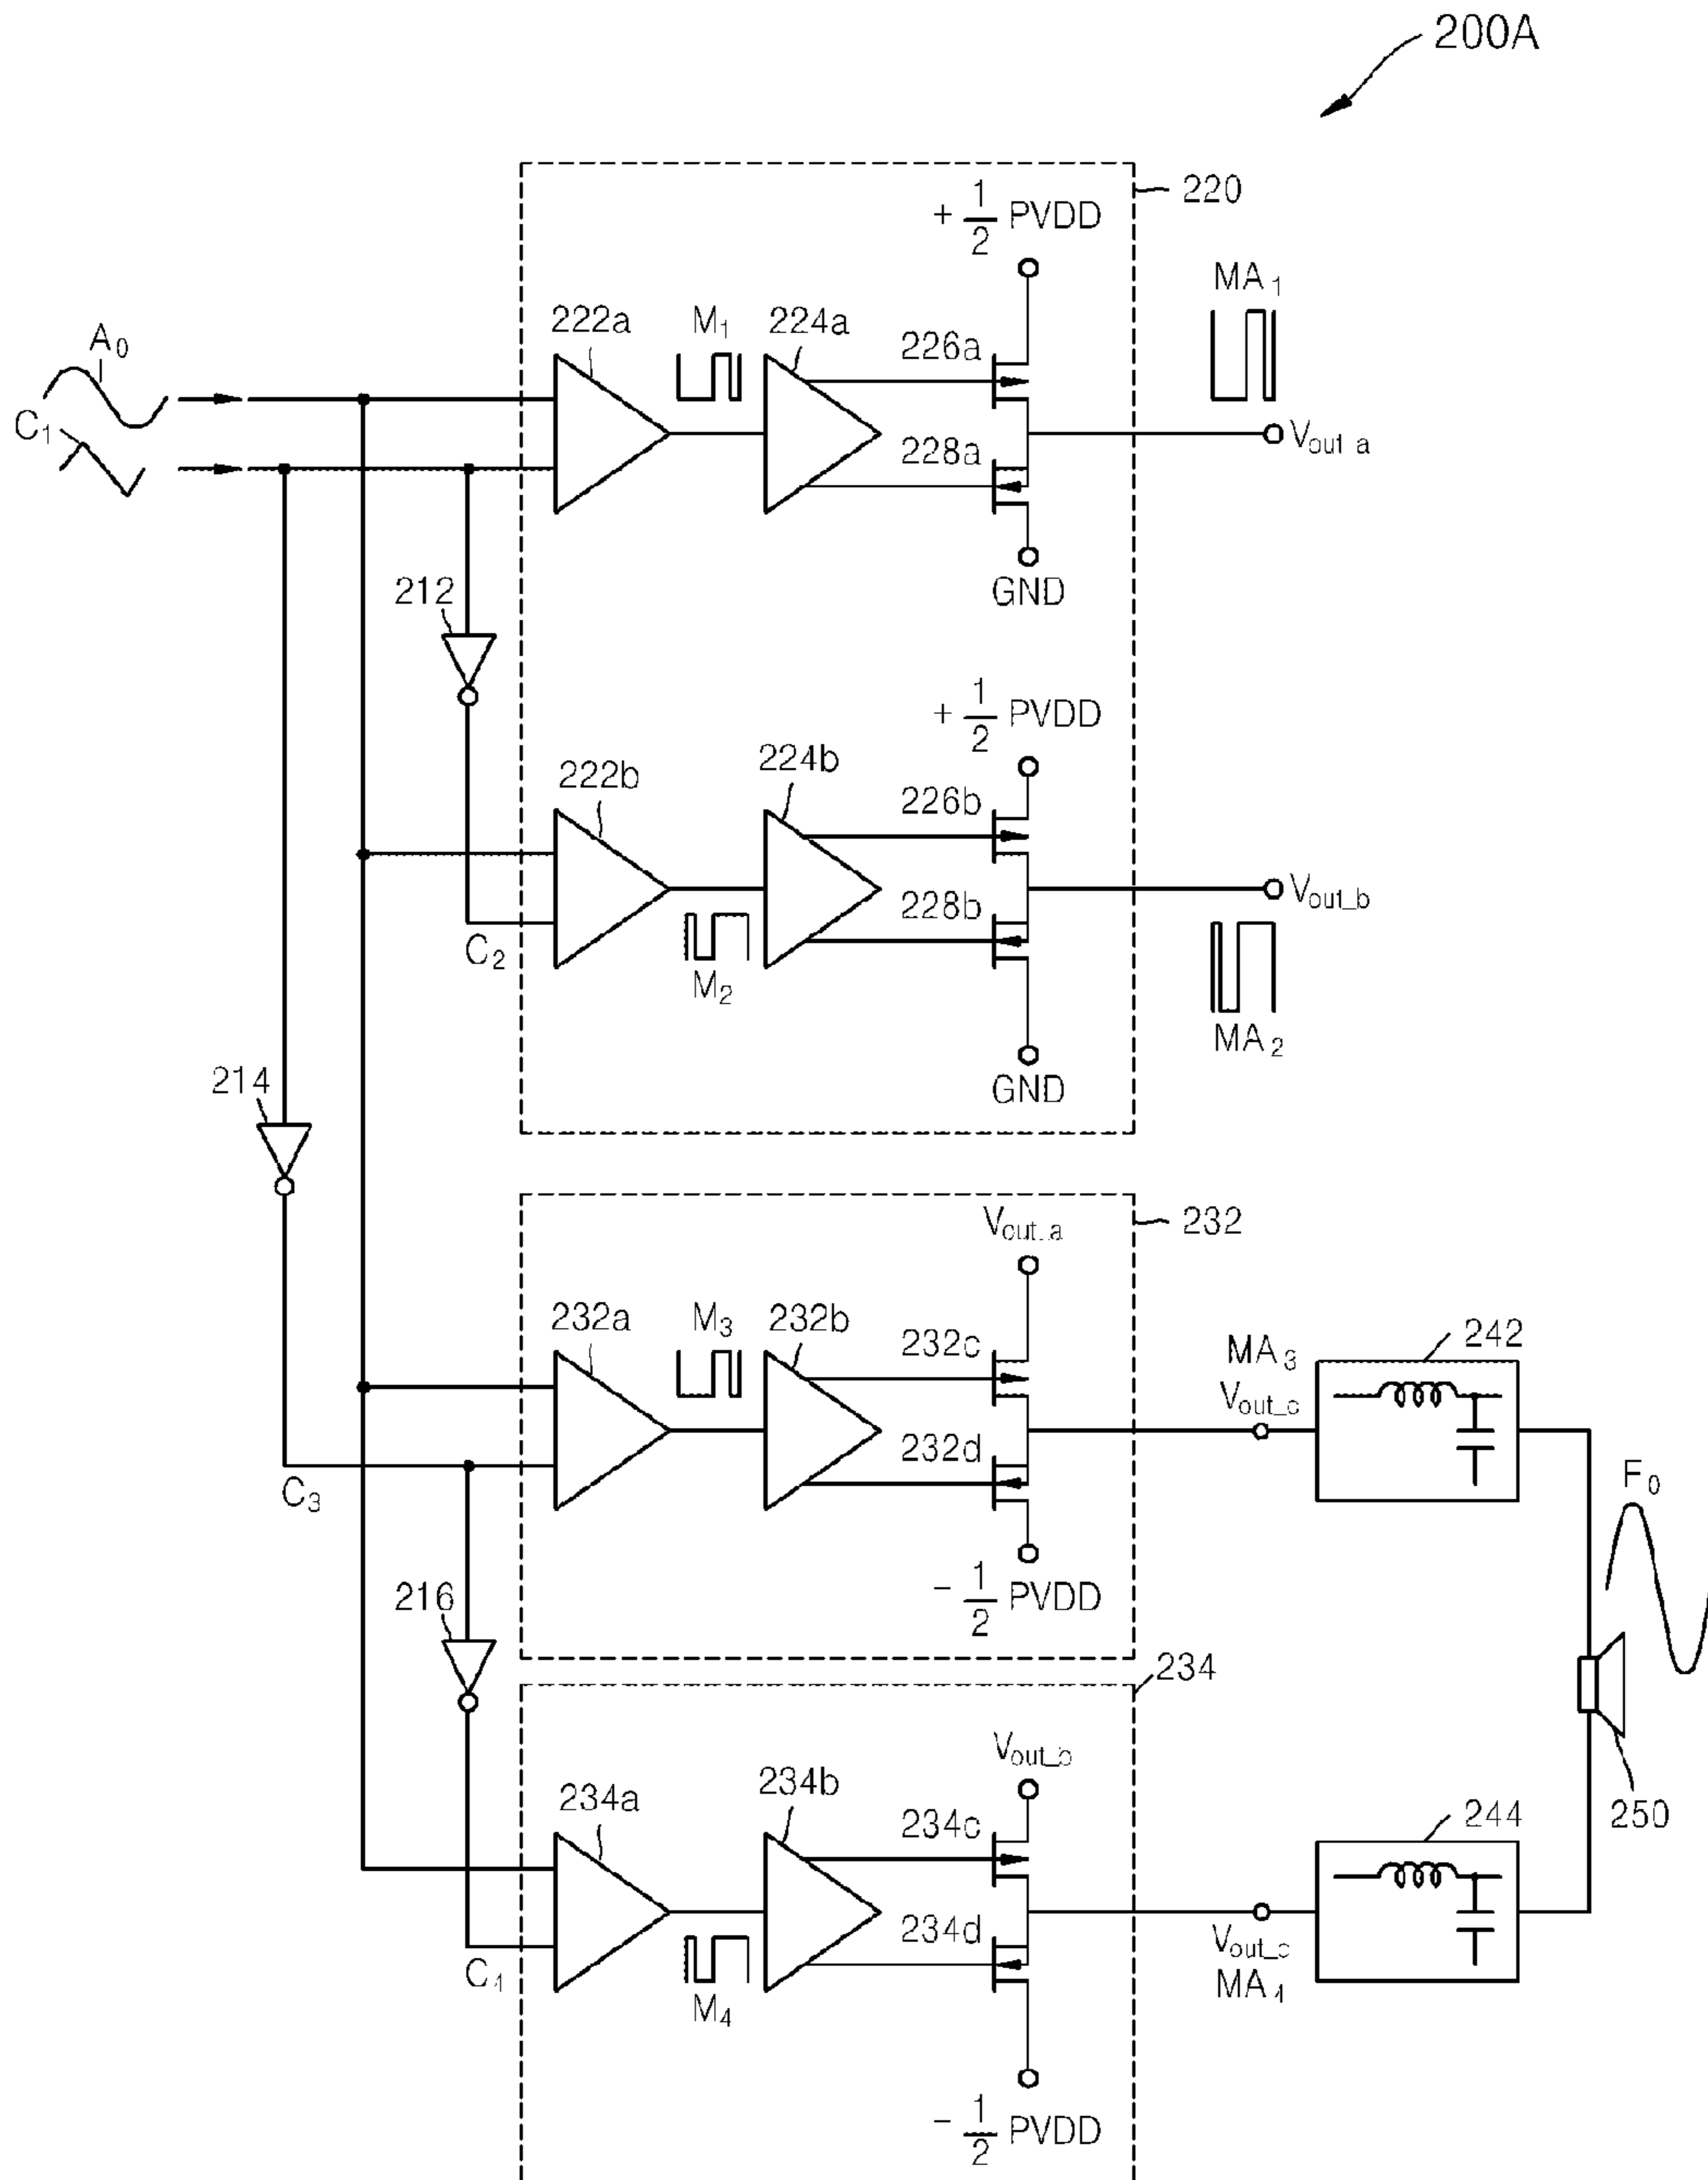 200A
220
+ 1/2 PVDD
MA₁
222a
M₁
224a
226a
A₀
C₁
228a
Vout_a
GND
212
+ 1/2 PVDD
222b
224b
226b
228b
Vout_b
C₂
M₂
MA₂
GND
214
Vout_a
232
232a
M₃
232b
232c
MA₃
Vout_c
242
232d
C₃
F₀
- 1/2 PVDD
216
234
Vout_b
234a
234b
234c
244
250
234d
Vout_c
MA₄
C₄
M₄
- 1/2 PVDD